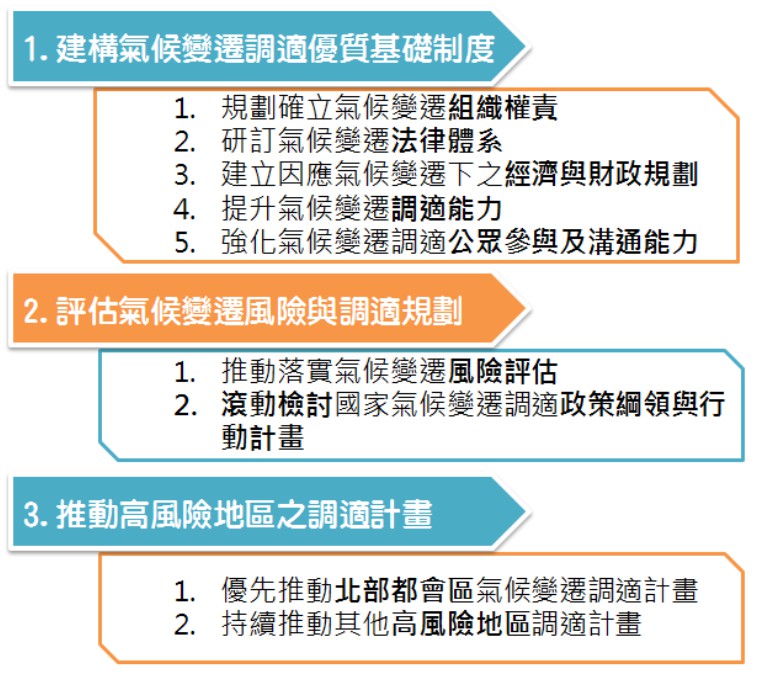 1. 建構氣候變遷調適優質基礎制度
1. 規劃確立氣候變遷組織權責
2. 研訂氣候變遷法律體系
3. 建立因應氣候變遷下之經濟與財政規劃
4. 提升氣候變遷調適能力
5. 強化氣候變遷調適公眾參與及溝通能力
2. 評估氣候變遷風險與調適規劃
1. 推動落實氣候變遷風險評估
2. 滾動檢討國家氣候變遷調適政策綱領與行
動計畫
3. 推動高風險地區之調適計畫
1. 優先推動北部都會區氣候變遷調適計畫
2. 持續推動其他高風險地區調適計畫